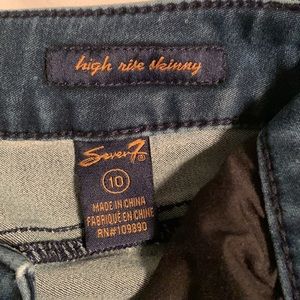 high rise skinny
Seven7®
10
MADE IN CHINA
FABRIQUÉ EN CHINE
RN#109890